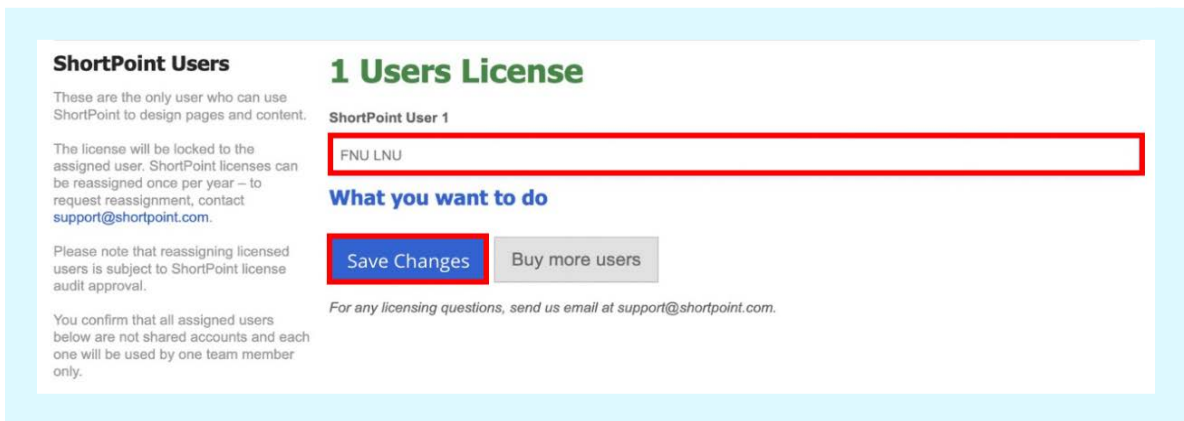 ShortPoint Users
These are the only user who can use
ShortPoint to design pages and content.
The license will be locked to the
assigned user. ShortPoint licenses can
be reassigned once per year – to
request reassignment, contact
support@shortpoint.com.
Please note that reassigning licensed
users is subject to ShortPoint license
audit approval.
You confirm that all assigned users
below are not shared accounts and each
one will be used by one team member
only.
1 Users License
ShortPoint User 1
FNU LNU
What you want to do
Save Changes
Buy more users
For any licensing questions, send us email at support@shortpoint.com.